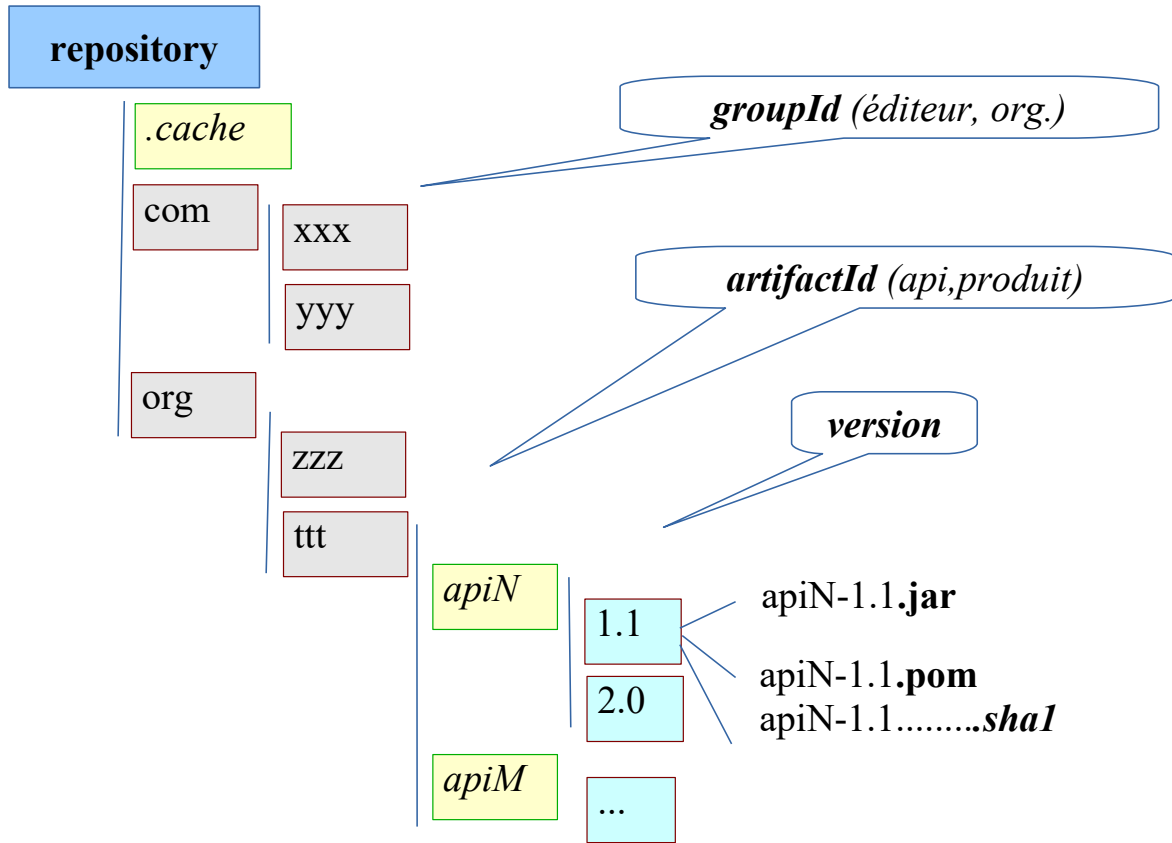 repository
.cache
groupId (éditeur, org.)
com
xxx
artifactId (api,produit)
yyy
org
version
zzz
ttt
apiN
1.1
apiN-1.1.jar
apiN-1.1.pom
2.0
apiN-1.1.........sha1
apiM
...